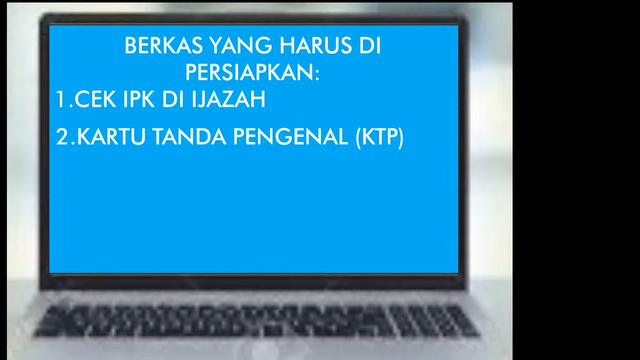 BERKAS YANG HARUS DI
PERSIAPKAN:
1.CEK IPK DI IJAZAH
2.KARTU TANDA PENGENAL (KTP)